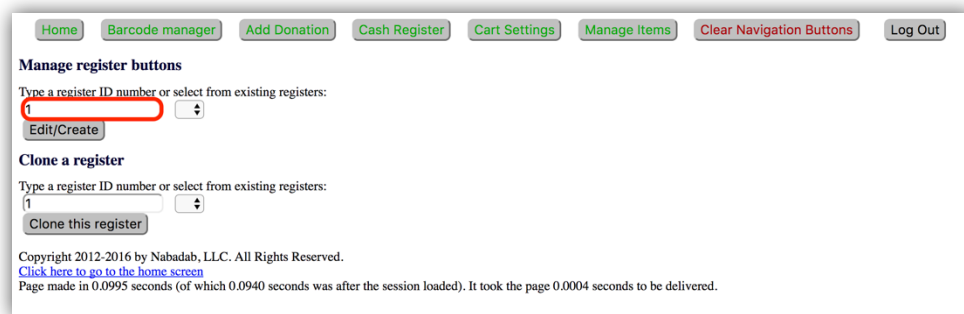 Home Barcode manager Add Donation Cash Register Cart Settings Manage Items Clear Navigation Buttons Log Out
Manage register buttons
Type a register ID number or select from existing registers:
1
Edit/Create
Clone a register
Type a register ID number or select from existing registers:
1
Clone this register
Copyright 2012-2016 by Nabadab, LLC. All Rights Reserved.
Click here to go to the home screen
Page made in 0.0995 seconds (of which 0.0940 seconds was after the session loaded). It took the page 0.0004 seconds to be delivered.